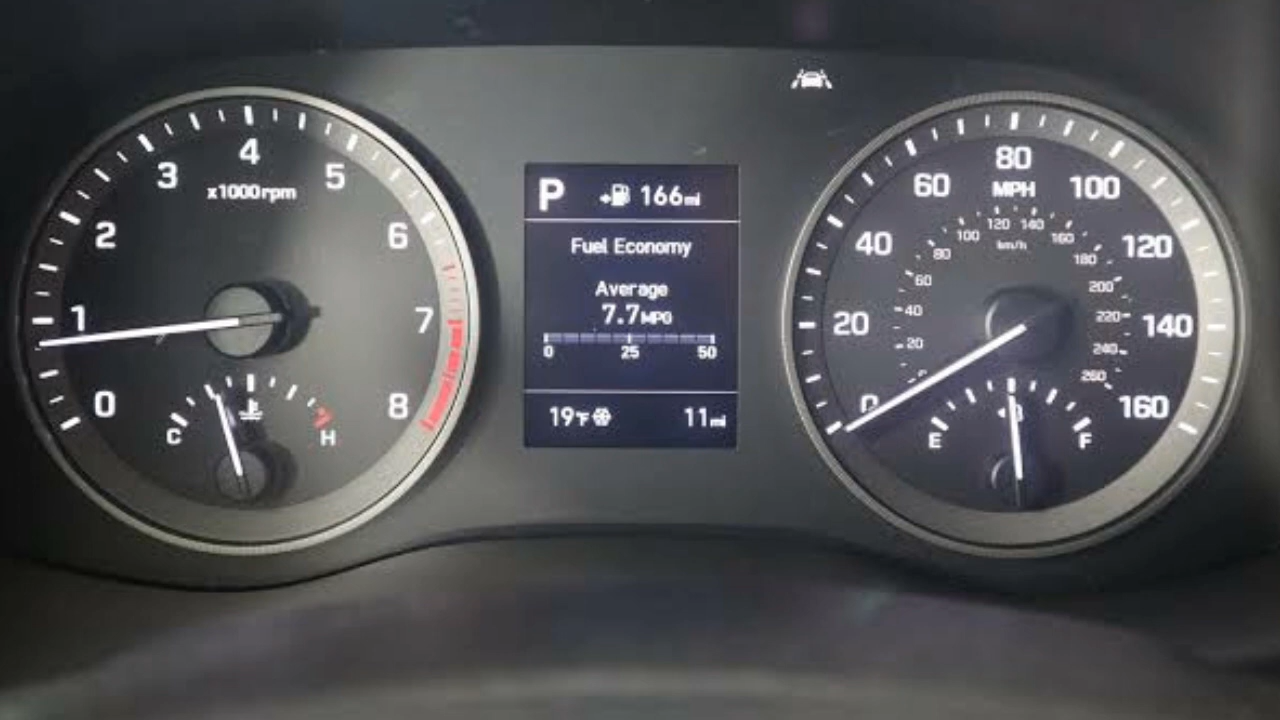 0
1
2
3
4
5
6
7
8
x1000rpm
C
H
P 166mi
Fuel Economy
Average
7.7MPG
0 25 50
19°F 11mi
0
20
40
60
80
100
120
140
160
MPH
20
40
60
80
100
120
140
160
180
200
220
240
260
km/h
E
F